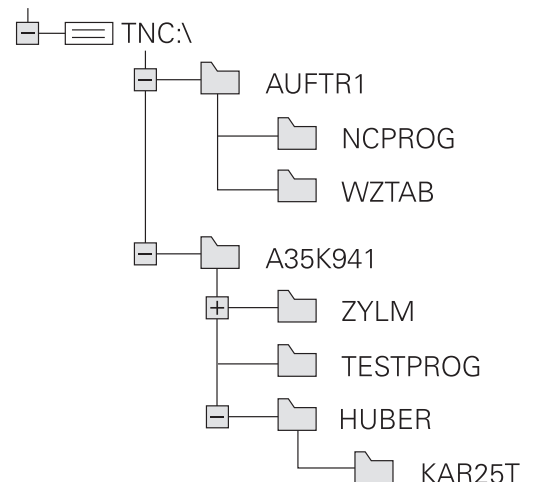 TNC:\
AUFTR1
NCPROG
WZTAB
A35K941
ZYLM
TESTPROG
HUBER
KAR25T